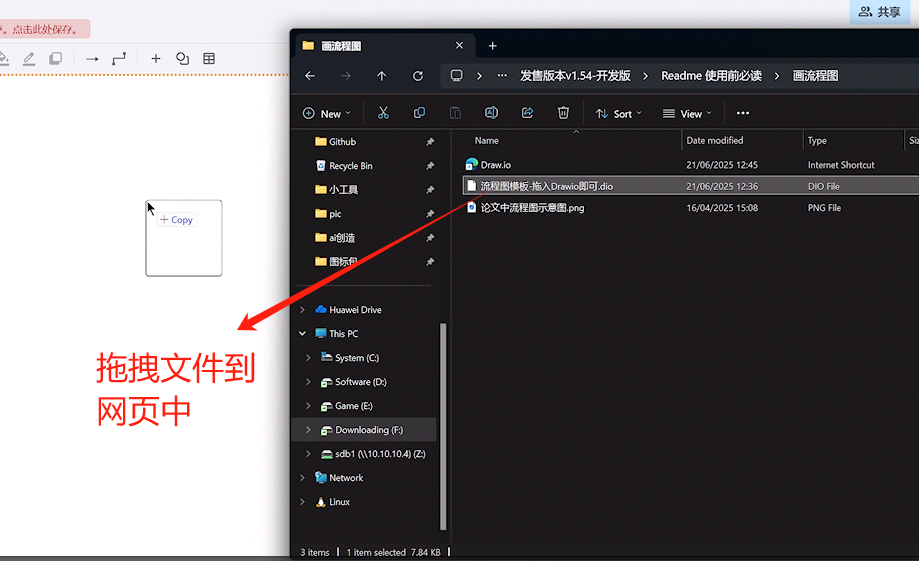 共享
。点击此处保存。
画流程图
发售版本v1.54-开发版
Readme 使用前必读
画流程图
New
Sort
View
Github
Recycle Bin
小工具
pic
ai创造
图标包
Huawei Drive
This PC
System (C:)
Software (D:)
Game (E:)
Downloading (F:)
sdb1 (\\10.10.10.4) (Z:)
Network
Linux
Name Date modified Type
Draw.io 21/06/2025 12:45 Internet Shortcut
流程图模板-拖入Drawio即可.dio 21/06/2025 12:36 DIO File
论文中流程图示意图.png 16/04/2025 15:08 PNG File
Copy
拖拽文件到
网页中
3 items 1 item selected 7.84 KB